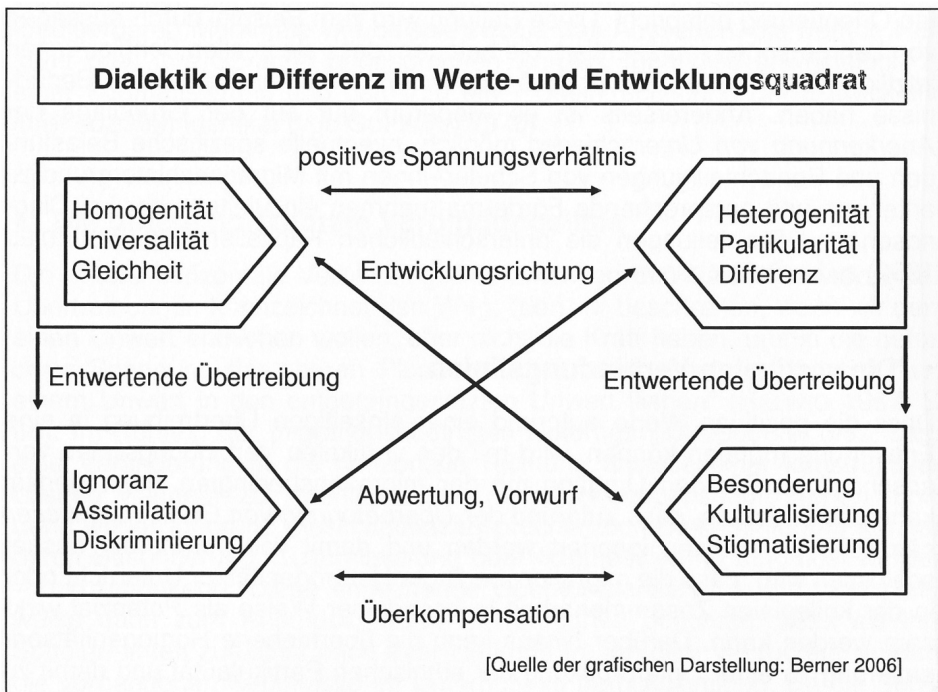 Dialektik der Differenz im Werte- und Entwicklungsquadrat
positives Spannungsverhältnis
Homogenität
Universalität
Gleichheit
Heterogenität
Partikularität
Differenz
Entwicklungsrichtung
Entwertende Übertreibung
Entwertende Übertreibung
Ignoranz
Assimilation
Diskriminierung
Abwertung, Vorwurf
Besonderung
Kulturalisierung
Stigmatisierung
Überkompensation
[Quelle der grafischen Darstellung: Berner 2006]